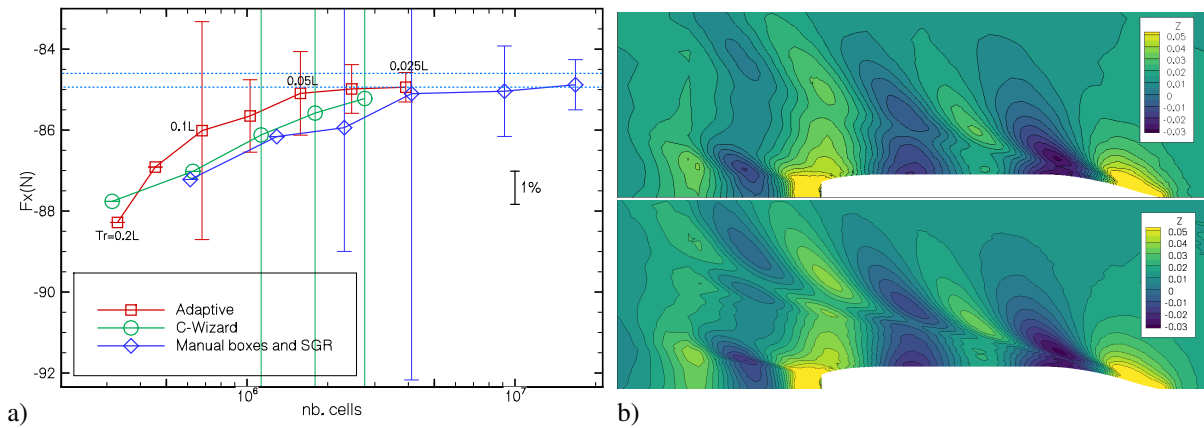 -84
-86
-88
-90
-92
Fx(N)
0.1L
0.05L
0.025L
Tr=0.2L
1%
Adaptive
C-Wizard
Manual boxes and SGR
10^6
10^7
nb. cells
a)
Z
0.05
0.04
0.03
0.02
0.01
0
-0.01
-0.02
-0.03
Z
0.05
0.04
0.03
0.02
0.01
0
-0.01
-0.02
-0.03
b)